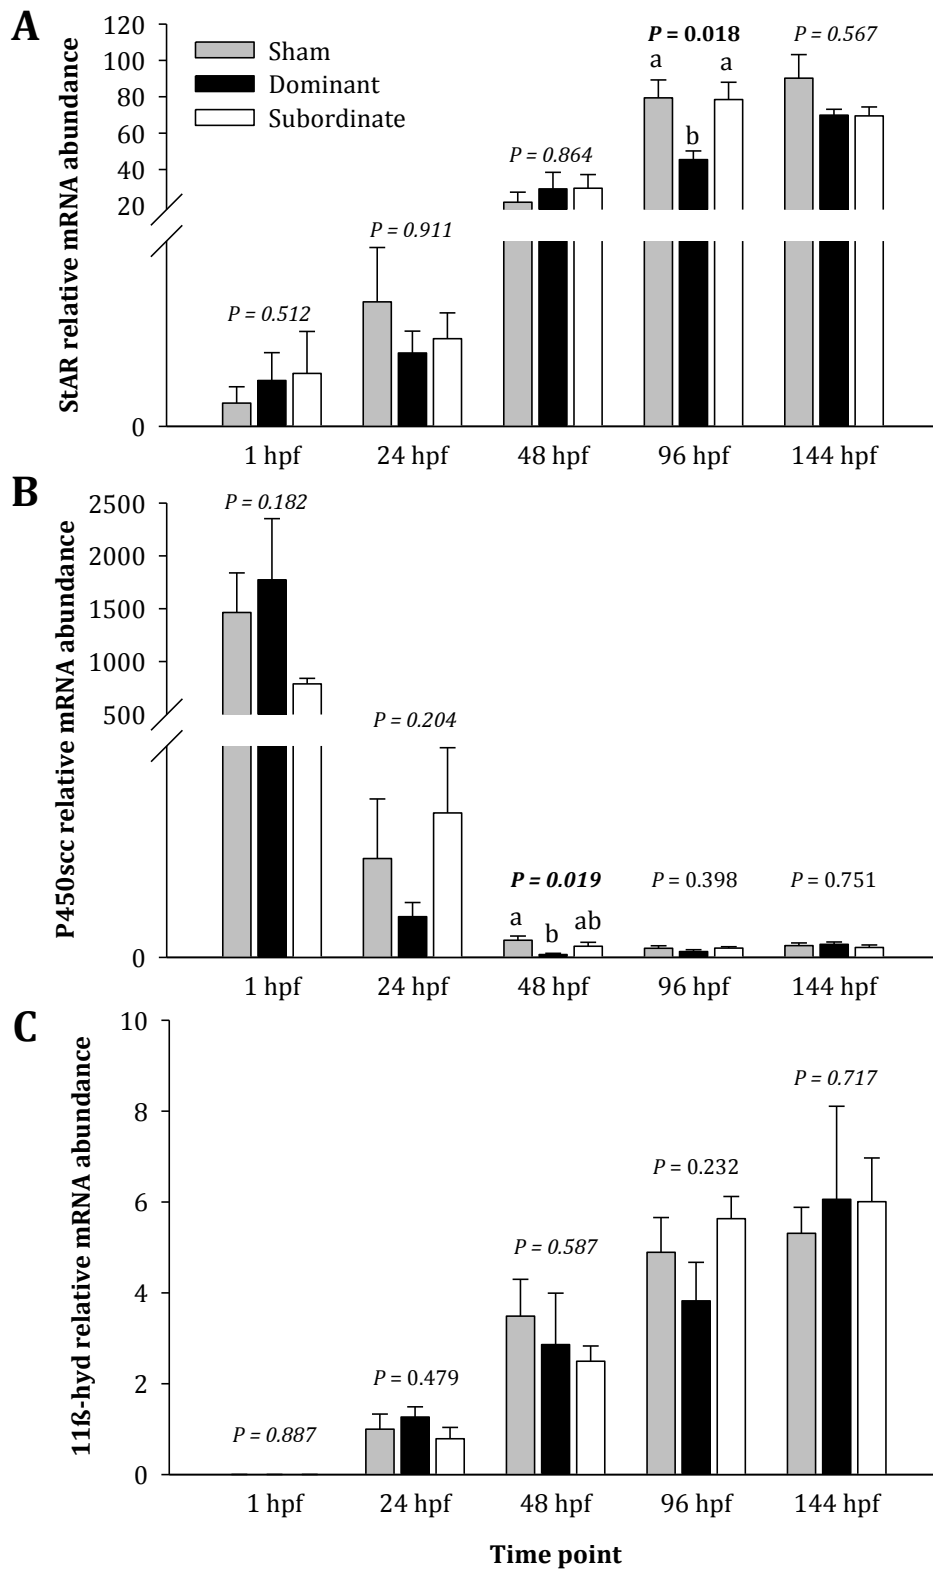 A
StAR relative mRNA abundance
120
100
80
60
40
20
0
Sham
Dominant
Subordinate
P = 0.512
P = 0.911
P = 0.864
P = 0.018
a
b
a
P = 0.567
1 hpf
24 hpf
48 hpf
96 hpf
144 hpf
B
P450scc relative mRNA abundance
2500
2000
1500
1000
500
0
P = 0.182
P = 0.204
P = 0.019
a
b
ab
P = 0.398
P = 0.751
1 hpf
24 hpf
48 hpf
96 hpf
144 hpf
C
11ß-hyd relative mRNA abundance
10
8
6
4
2
0
P = 0.887
P = 0.479
P = 0.587
P = 0.232
P = 0.717
1 hpf
24 hpf
48 hpf
96 hpf
144 hpf
Time point